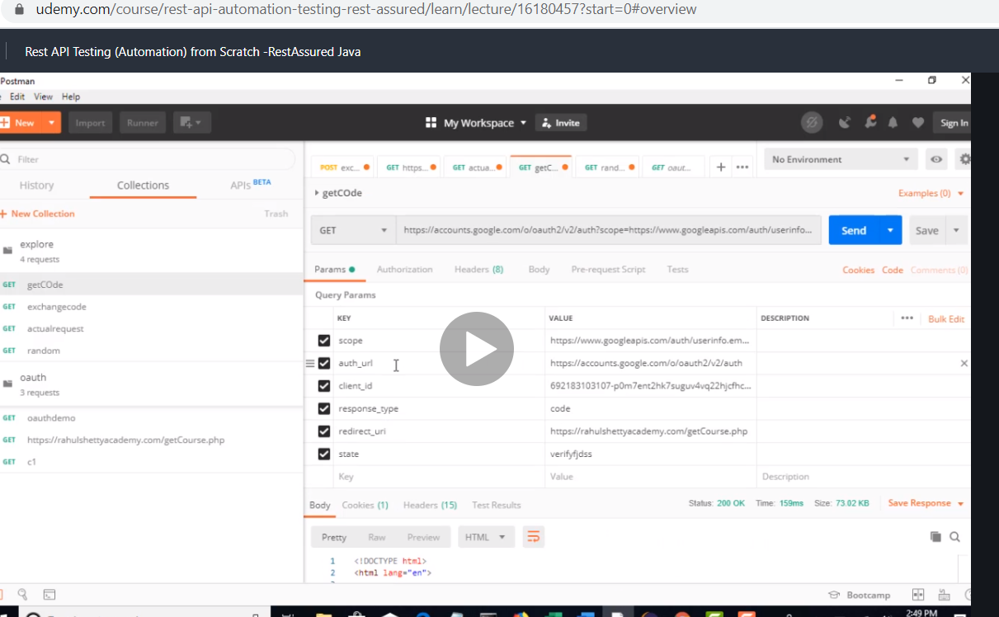 udemy.com/course/rest-api-automation-testing-rest-assured/learn/lecture/16180457?start=0#overview
Rest API Testing (Automation) from Scratch -RestAssured Java
Postman
Edit View Help
New Import Runner My Workspace Invite Sign In
Filter
History Collections APIs BETA
New Collection Trash
explore
4 requests
GET getCOde
GET exchangecode
GET actualrequest
GET random
oauth
3 requests
GET oauthdemo
GET https://rahulshettyacademy.com/getCourse.php
GET c1
POST exc... GET https... GET actua... GET getC... GET rand... GET oaut... No Environment
getCOde Examples (0)
GET https://accounts.google.com/o/oauth2/v2/auth?scope=https://www.googleapis.com/auth/userinfo... Send Save
Params Authorization Headers (8) Body Pre-request Script Tests Cookies Code Comments (0)
Query Params
KEY VALUE DESCRIPTION Bulk Edit
scope https://www.googleapis.com/auth/userinfo.em...
auth_url https://accounts.google.com/o/oauth2/v2/auth
client_id 692183103107-p0m7ent2hk7suguv4vq22hjcfhc...
response_type code
redirect_uri https://rahulshettyacademy.com/getCourse.php
state verifyfjdss
Key Value Description
Body Cookies (1) Headers (15) Test Results Status: 200 OK Time: 159ms Size: 73.02 KB Save Response
Pretty Raw Preview HTML
1 <!DOCTYPE html>
2 <html lang="en">
Bootcamp
2:49 PM